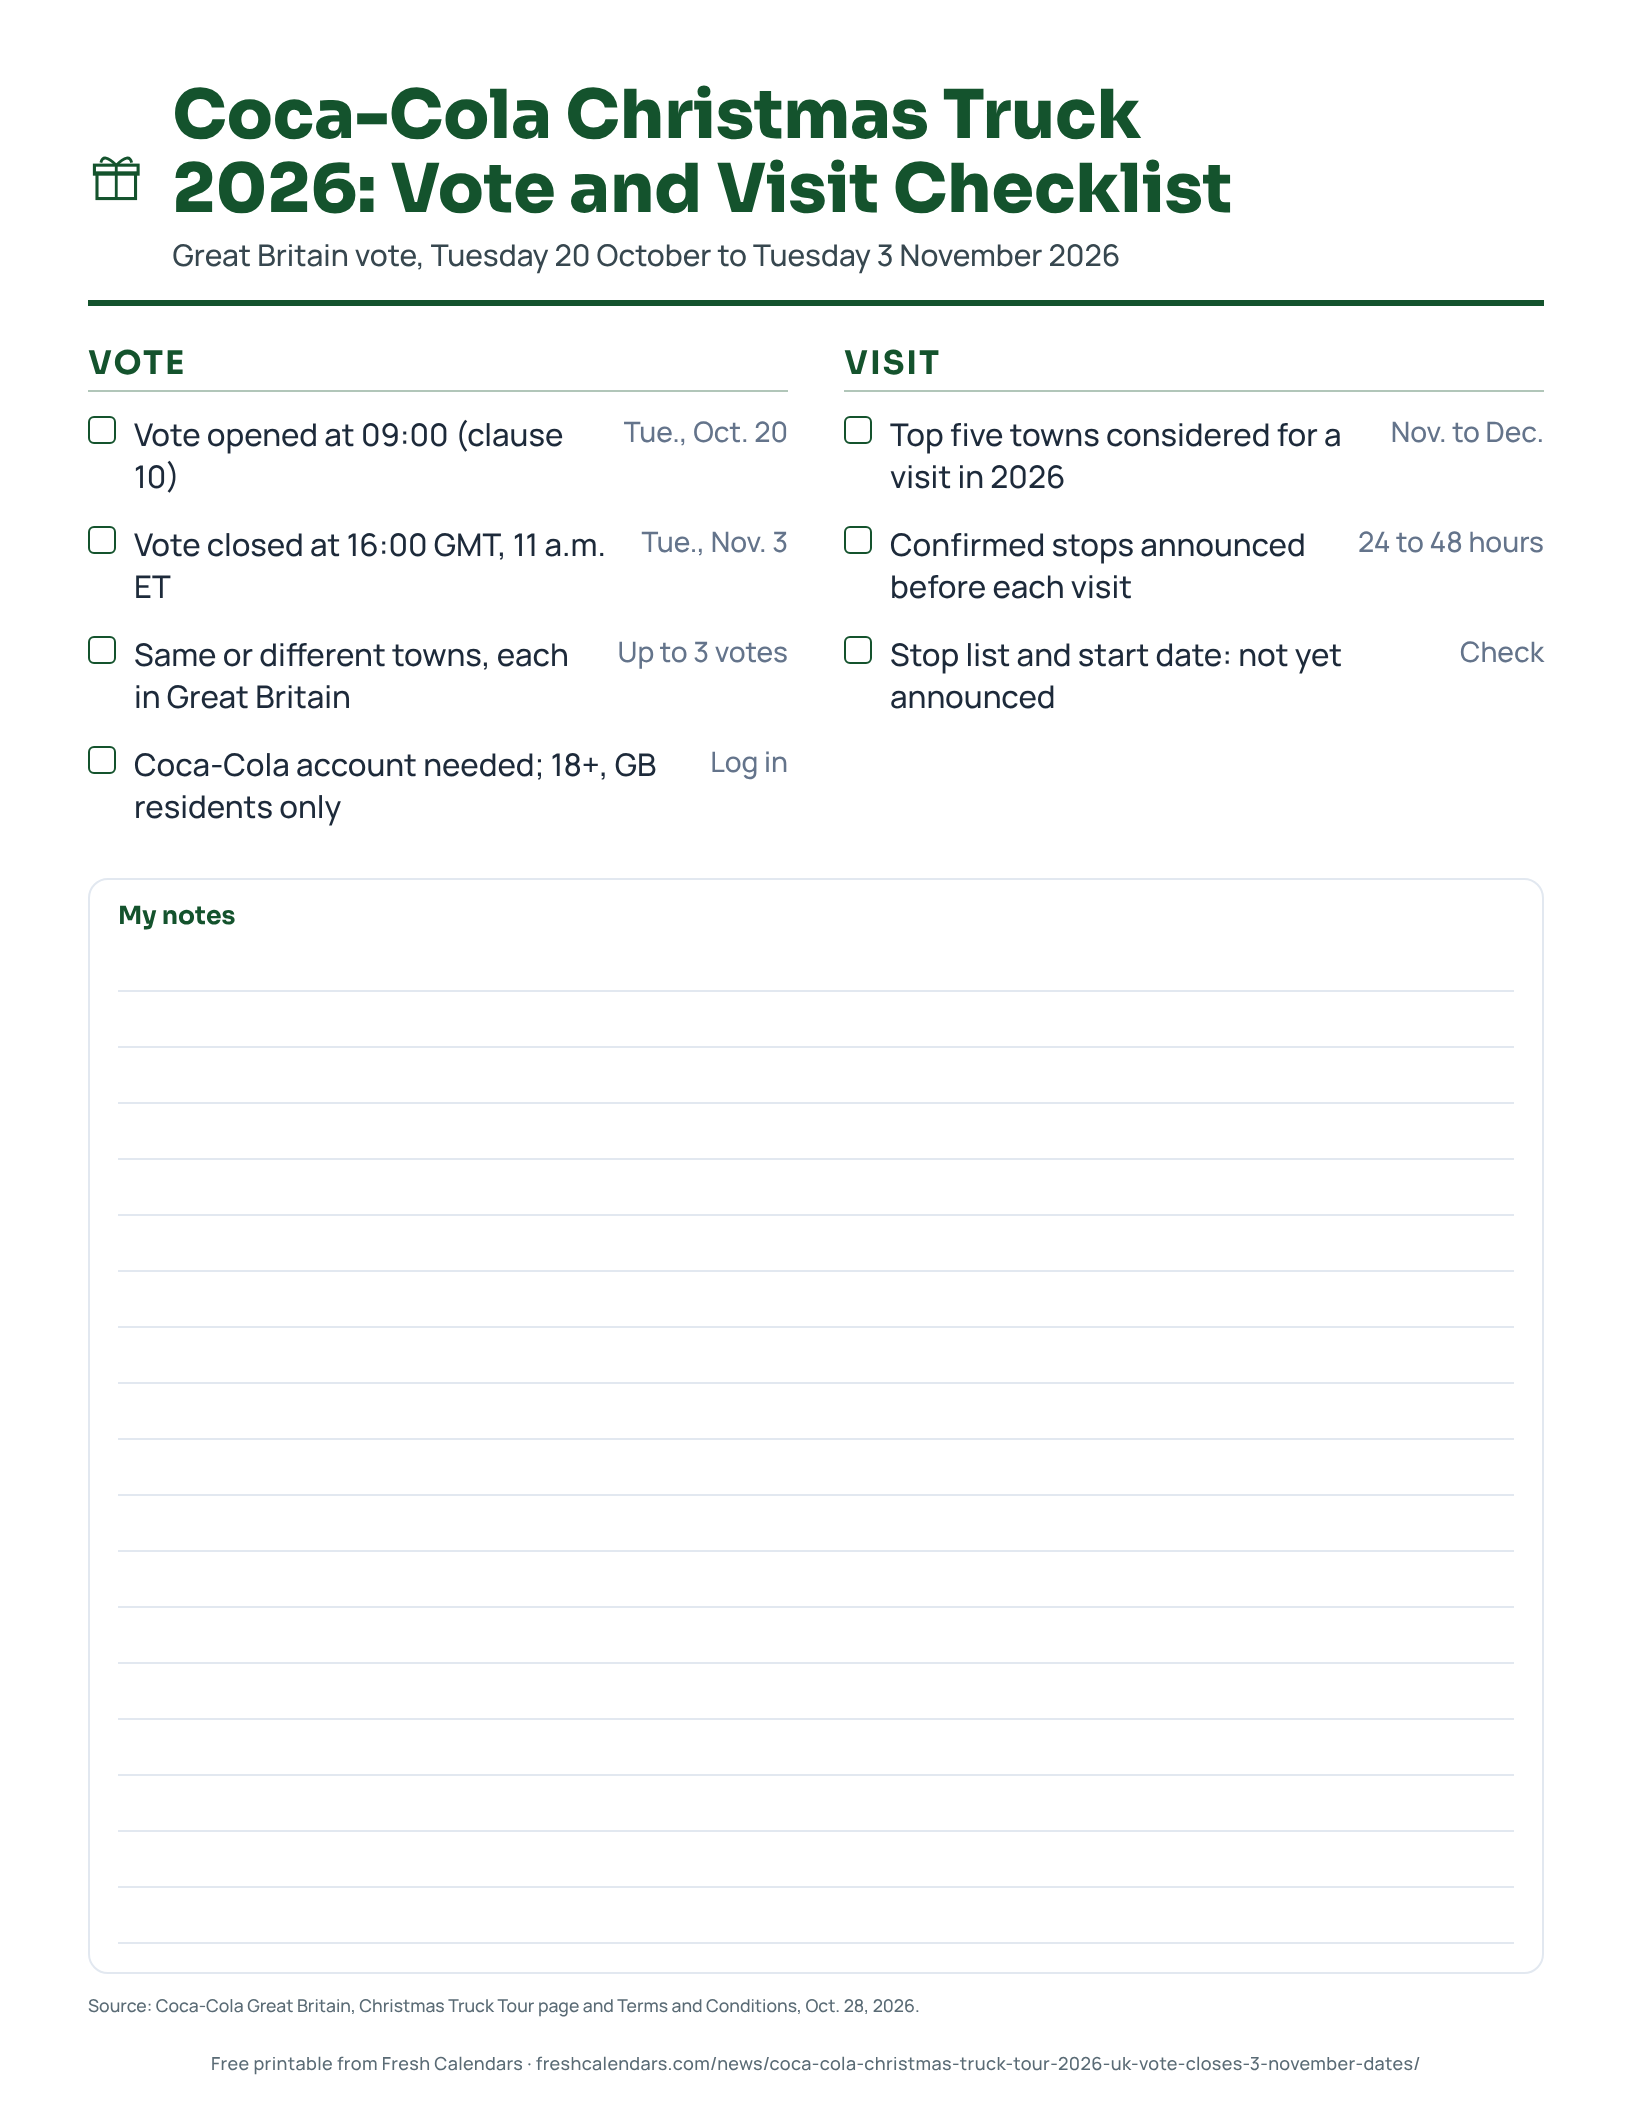 Coca-Cola Christmas Truck
2026: Vote and Visit Checklist
Great Britain vote, Tuesday 20 October to Tuesday 3 November 2026
VOTE
Vote opened at 09:00 (clause
10)
Tue., Oct. 20
Vote closed at 16:00 GMT, 11 a.m.
ET
Tue., Nov. 3
Same or different towns, each
in Great Britain
Up to 3 votes
Coca-Cola account needed; 18+, GB
residents only
Log in
VISIT
Top five towns considered for a
visit in 2026
Nov. to Dec.
Confirmed stops announced
before each visit
24 to 48 hours
Stop list and start date: not yet
announced
Check
My notes
Source: Coca-Cola Great Britain, Christmas Truck Tour page and Terms and Conditions, Oct. 28, 2026.
Free printable from Fresh Calendars · freshcalendars.com/news/coca-cola-christmas-truck-tour-2026-uk-vote-closes-3-november-dates/